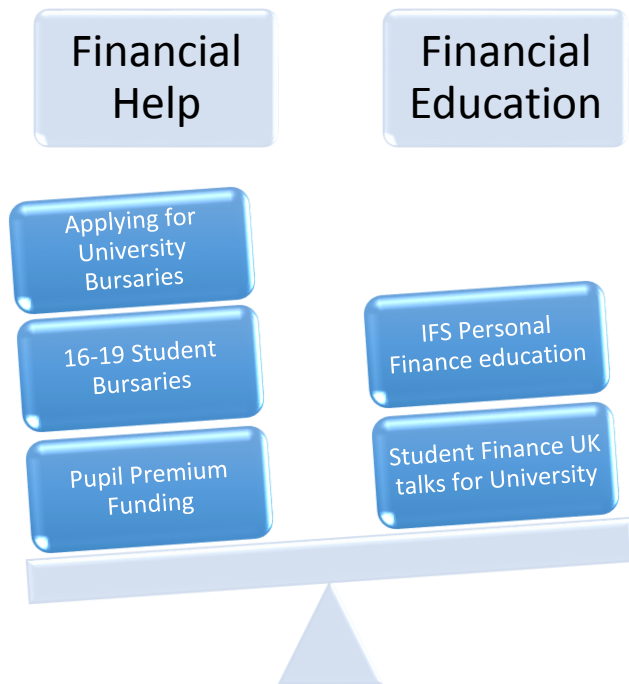 Financial
Help
Financial
Education
Applying for
University
Bursaries
16-19 Student
Bursaries
Pupil Premium
Funding
IFS Personal
Finance education
Student Finance UK
talks for University